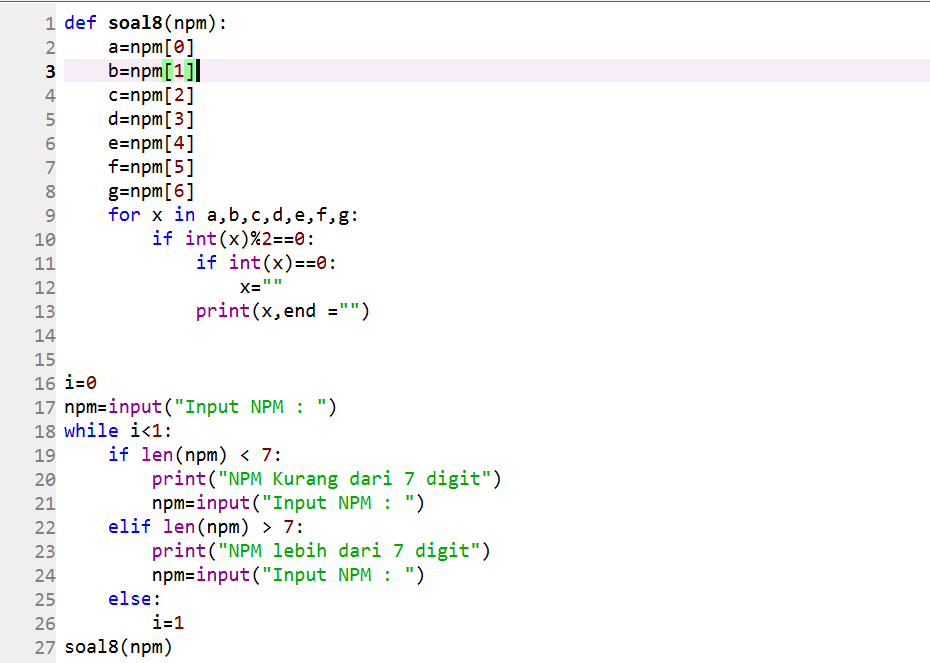 1 def soal8(npm):
2     a=npm[0]
3     b=npm[1]
4     c=npm[2]
5     d=npm[3]
6     e=npm[4]
7     f=npm[5]
8     g=npm[6]
9     for x in a,b,c,d,e,f,g:
10         if int(x)%2==0:
11             if int(x)==0:
12                 x=""
13             print(x,end ="")
14
15
16 i=0
17 npm=input("Input NPM : ")
18 while i<1:
19     if len(npm) < 7:
20         print("NPM Kurang dari 7 digit")
21         npm=input("Input NPM : ")
22     elif len(npm) > 7:
23         print("NPM lebih dari 7 digit")
24         npm=input("Input NPM : ")
25     else:
26         i=1
27 soal8(npm)